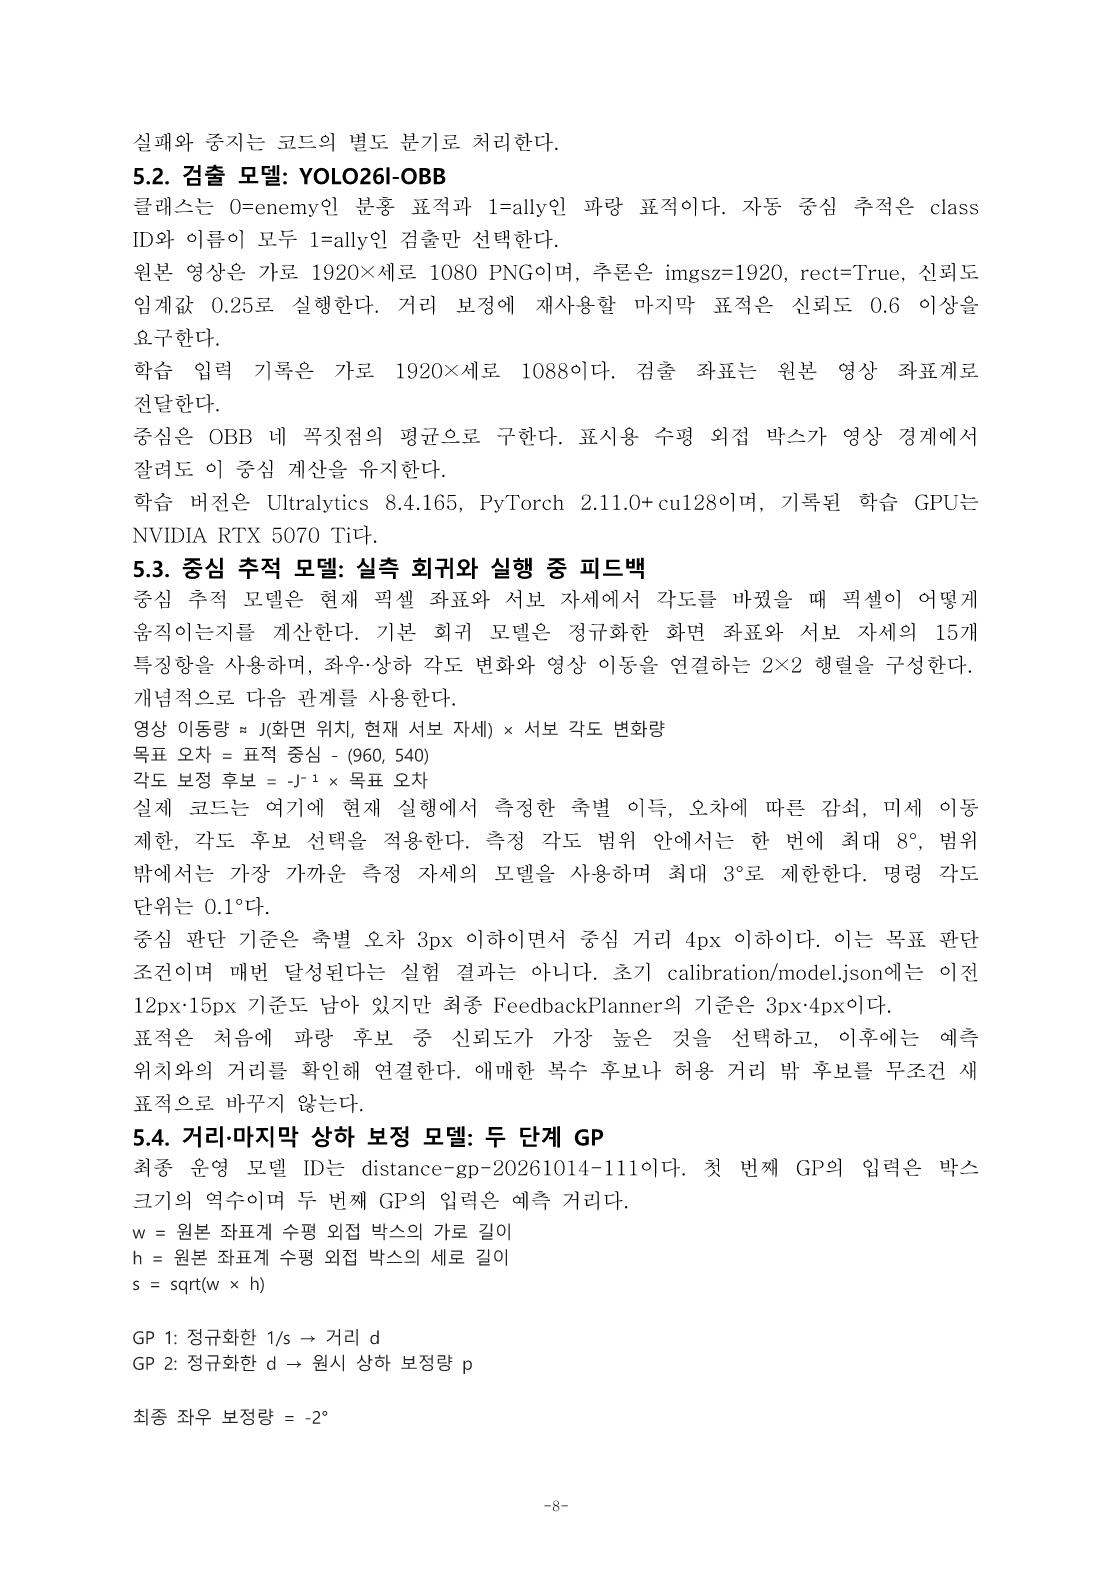 실패와 중지는 코드의 별도 분기로 처리한다.
5.2. 검출 모델: YOLO26l-OBB
클래스는 0=enemy인 분홍 표적과 1=ally인 파랑 표적이다. 자동 중심 추적은 class
ID와 이름이 모두 1=ally인 검출만 선택한다.
원본 영상은 가로 1920×세로 1080 PNG이며, 추론은 imgsz=1920, rect=True, 신뢰도
임계값 0.25로 실행한다. 거리 보정에 재사용할 마지막 표적은 신뢰도 0.6 이상을
요구한다.
학습 입력 기록은 가로 1920×세로 1088이다. 검출 좌표는 원본 영상 좌표계로
전달한다.
중심은 OBB 네 꼭짓점의 평균으로 구한다. 표시용 수평 외접 박스가 영상 경계에서
잘려도 이 중심 계산을 유지한다.
학습 버전은 Ultralytics 8.4.165, PyTorch 2.11.0+cu128이며, 기록된 학습 GPU는
NVIDIA RTX 5070 Ti다.
5.3. 중심 추적 모델: 실측 회귀와 실행 중 피드백
중심 추적 모델은 현재 픽셀 좌표와 서보 자세에서 각도를 바꿨을 때 픽셀이 어떻게
움직이는지를 계산한다. 기본 회귀 모델은 정규화한 화면 좌표와 서보 자세의 15개
특징항을 사용하며, 좌우·상하 각도 변화와 영상 이동을 연결하는 2×2 행렬을 구성한다.
개념적으로 다음 관계를 사용한다.
영상 이동량 ≈ J(화면 위치, 현재 서보 자세) × 서보 각도 변화량
목표 오차 = 표적 중심 - (960, 540)
각도 보정 후보 = -J⁻¹ × 목표 오차
실제 코드는 여기에 현재 실행에서 측정한 축별 이득, 오차에 따른 감쇠, 미세 이동
제한, 각도 후보 선택을 적용한다. 측정 각도 범위 안에서는 한 번에 최대 8°, 범위
밖에서는 가장 가까운 측정 자세의 모델을 사용하며 최대 3°로 제한한다. 명령 각도
단위는 0.1°다.
중심 판단 기준은 축별 오차 3px 이하이면서 중심 거리 4px 이하이다. 이는 목표 판단
조건이며 매번 달성된다는 실험 결과는 아니다. 초기 calibration/model.json에는 이전
12px·15px 기준도 남아 있지만 최종 FeedbackPlanner의 기준은 3px·4px이다.
표적은 처음에 파랑 후보 중 신뢰도가 가장 높은 것을 선택하고, 이후에는 예측
위치와의 거리를 확인해 연결한다. 애매한 복수 후보나 허용 거리 밖 후보를 무조건 새
표적으로 바꾸지 않는다.
5.4. 거리·마지막 상하 보정 모델: 두 단계 GP
최종 운영 모델 ID는 distance-gp-20261014-111이다. 첫 번째 GP의 입력은 박스
크기의 역수이며 두 번째 GP의 입력은 예측 거리다.
w = 원본 좌표계 수평 외접 박스의 가로 길이
h = 원본 좌표계 수평 외접 박스의 세로 길이
s = sqrt(w × h)
GP 1: 정규화한 1/s → 거리 d
GP 2: 정규화한 d → 원시 상하 보정량 p
최종 좌우 보정량 = -2°
-8-